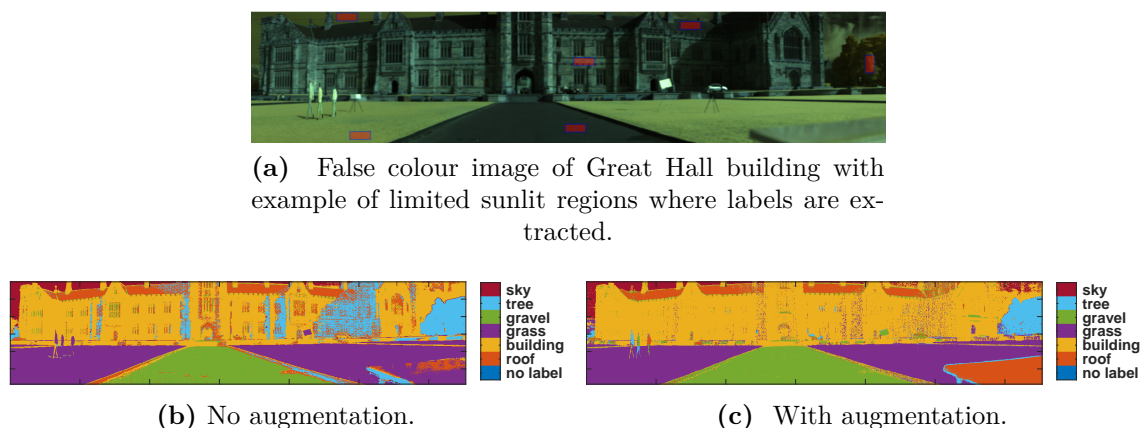 (a) False colour image of Great Hall building with
example of limited sunlit regions where labels are ex-
tracted.
sky
tree
gravel
grass
building
roof
no label
(b) No augmentation.
sky
tree
gravel
grass
building
roof
no label
(c) With augmentation.